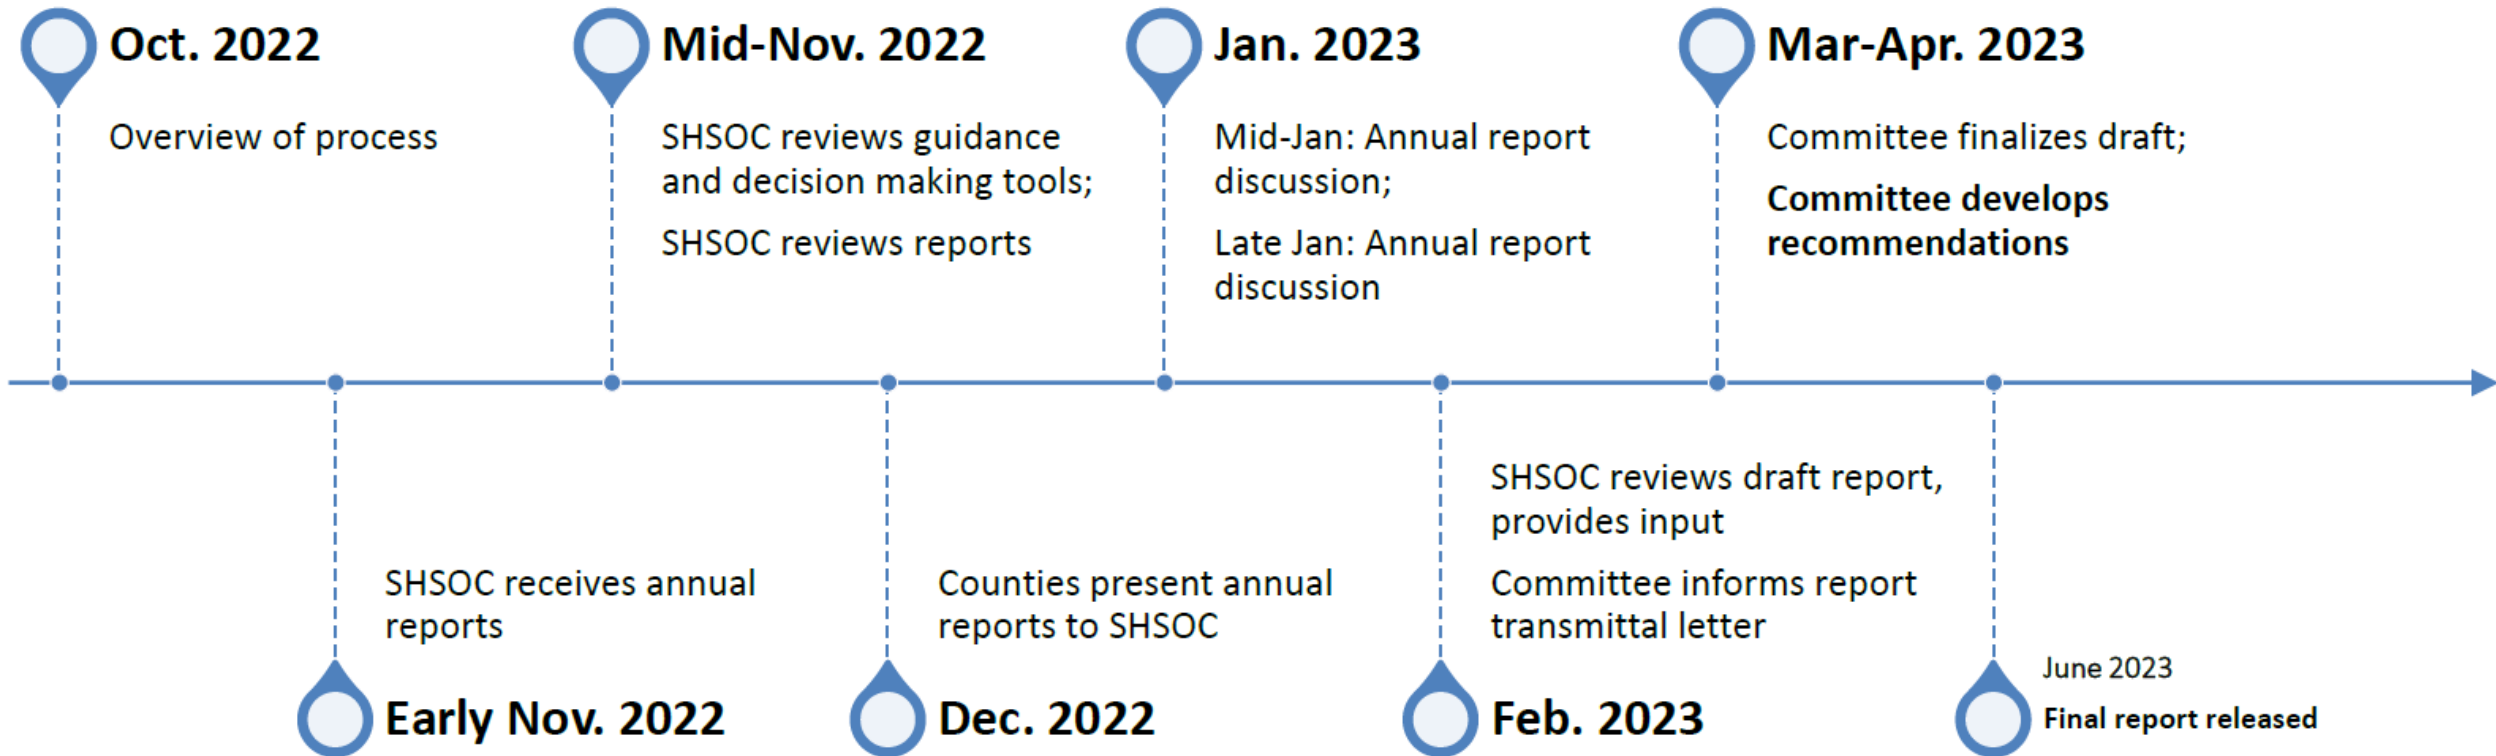 Oct. 2022
Overview of process
Mid-Nov. 2022
SHSOC reviews guidance
and decision making tools;
SHSOC reviews reports
Jan. 2023
Mid-Jan: Annual report
discussion;
Late Jan: Annual report
discussion
Mar-Apr. 2023
Committee finalizes draft;
Committee develops
recommendations
SHSOC receives annual
reports
Early Nov. 2022
Counties present annual
reports to SHSOC
Dec. 2022
SHSOC reviews draft report,
provides input
Committee informs report
transmittal letter
Feb. 2023
June 2023
Final report released